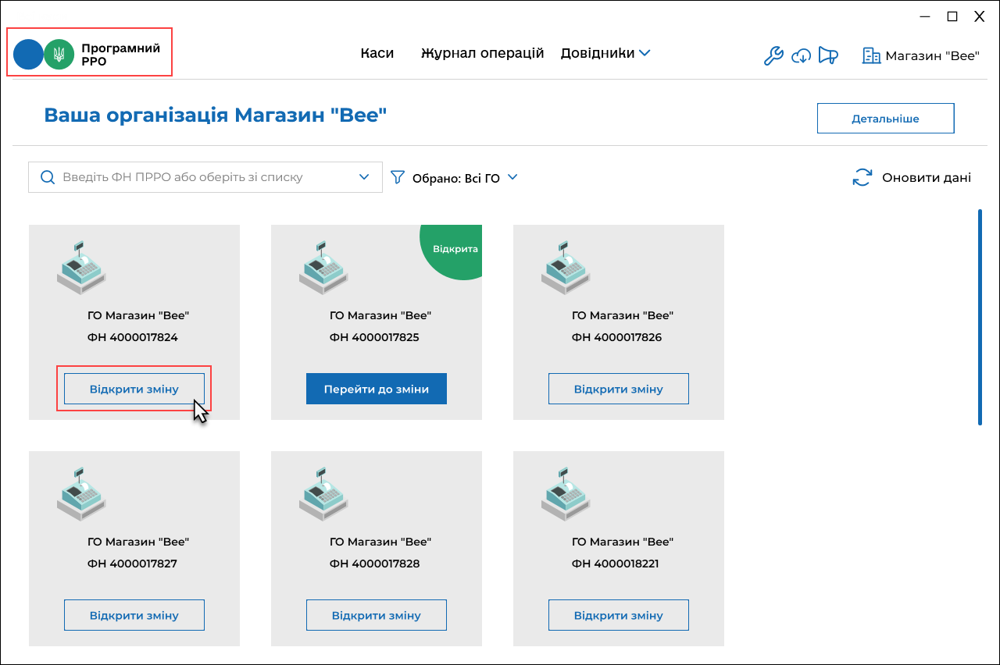 Програмний
РРО
Каси
Журнал операцій
Довідники
Магазин "Bee"
Ваша організація Магазин "Bee"
Детальніше
Введіть ФН ПРРО або оберіть зі списку
Обрано: Всі ГО
Оновити дані
ГО Магазин "Bee"
ФН 4000017824
Відкрити зміну
Відкрита
ГО Магазин "Bee"
ФН 4000017825
Перейти до зміни
ГО Магазин "Bee"
ФН 4000017826
Відкрити зміну
ГО Магазин "Bee"
ФН 4000017827
Відкрити зміну
ГО Магазин "Bee"
ФН 4000017828
Відкрити зміну
ГО Магазин "Bee"
ФН 4000018221
Відкрити зміну